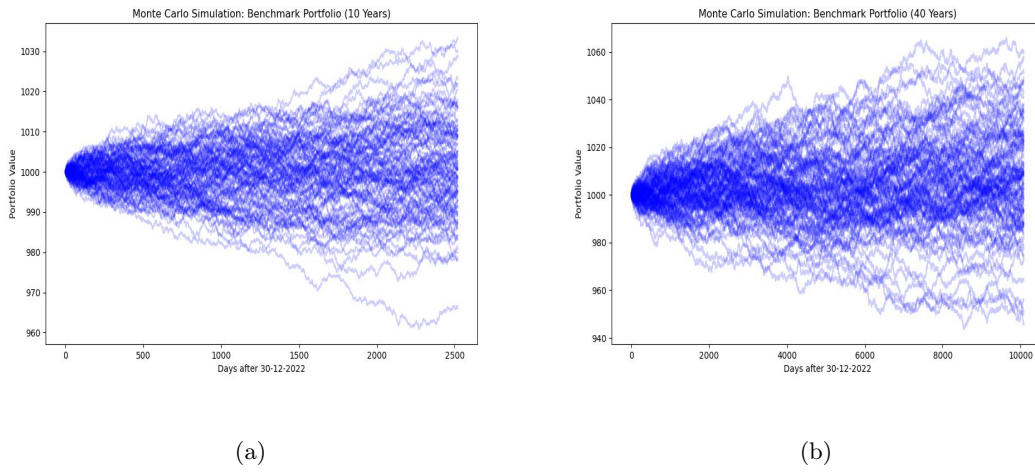 Monte Carlo Simulation: Benchmark Portfolio (10 Years)
1030
1020
1010
1000
990
980
970
960
Portfolio Value
0 500 1000 1500 2000 2500
Days after 30-12-2022
(a)
Monte Carlo Simulation: Benchmark Portfolio (40 Years)
1060
1040
1020
1000
980
960
940
Portfolio Value
0 2000 4000 6000 8000 10000
Days after 30-12-2022
(b)